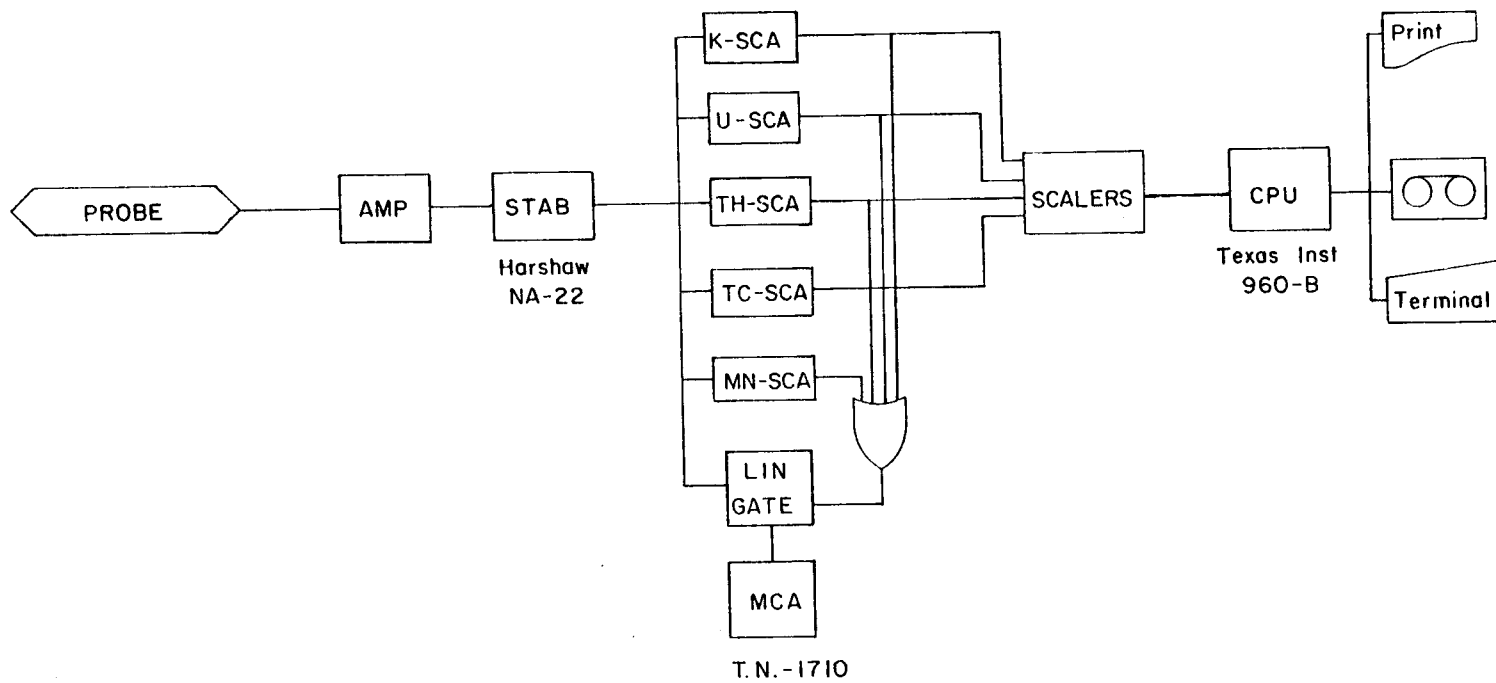 K-SCA
Print
U-SCA
PROBE
AMP
STAB
TH-SCA
SCALERS
CPU
Harshaw
NA-22
Texas Inst
960-B
TC-SCA
Terminal
MN-SCA
LIN
GATE
MCA
T.N.-1710